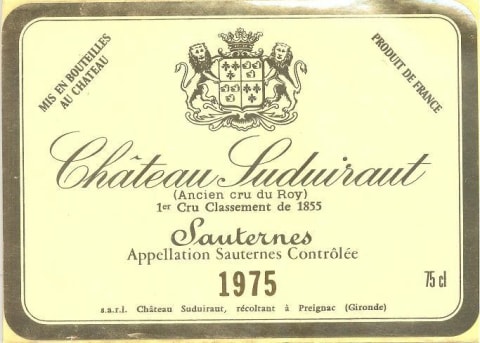 MIS EN BOUTEILLES
AU CHÂTEAU
PRODUIT DE FRANCE
Château Suduiraut
(Ancien cru du Roy)
1er Cru Classement de 1855
Sauternes
Appellation Sauternes Contrôlée
1975
75 cl
s.a.r.l. Château Suduiraut, récoltant à Preignac (Gironde)